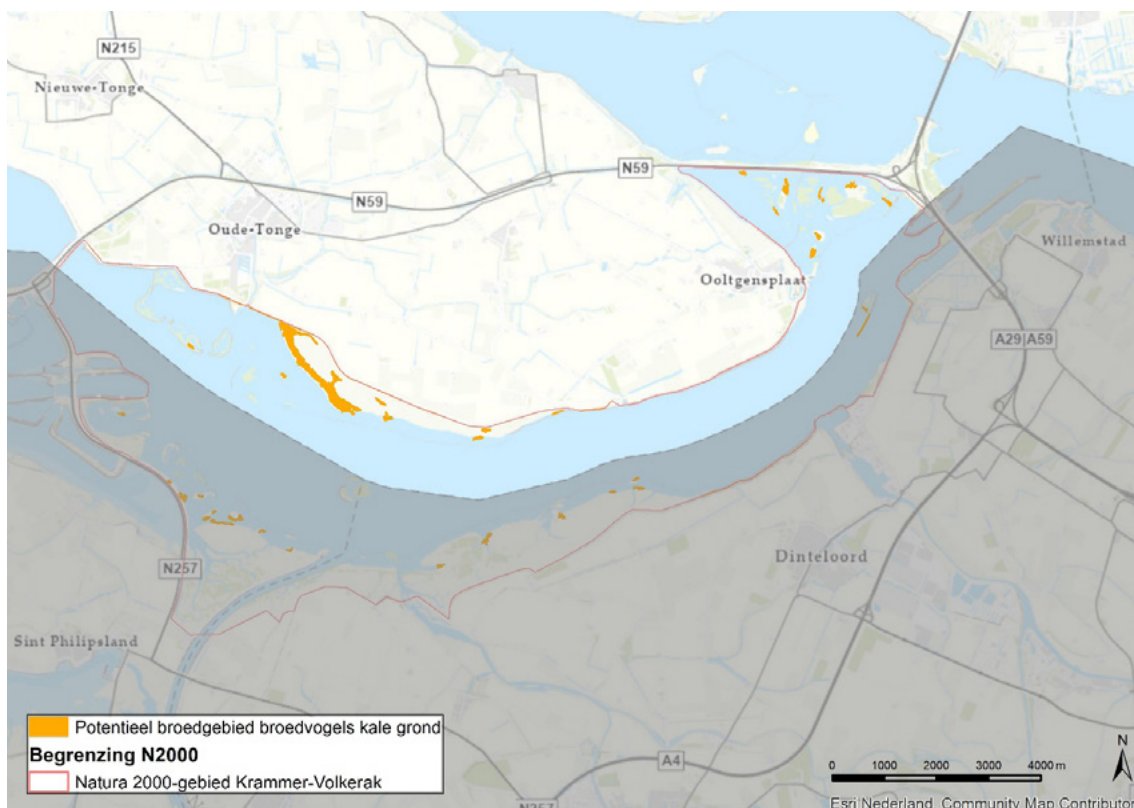 N215
Nieuwe-Tonge
N59
N59
Oude-Tonge
Ooltgensplaat
Willemstad
A29|A59
Dinteloord
N257
Sint Philipsland
Potentieel broedgebied broedvogels kale grond
Begrenzing N2000
Natura 2000-gebied Krammer-Volkerak
A4
N257
N
0 1000 2000 3000 4000 m
Esri Nederland, Community Map Contributor